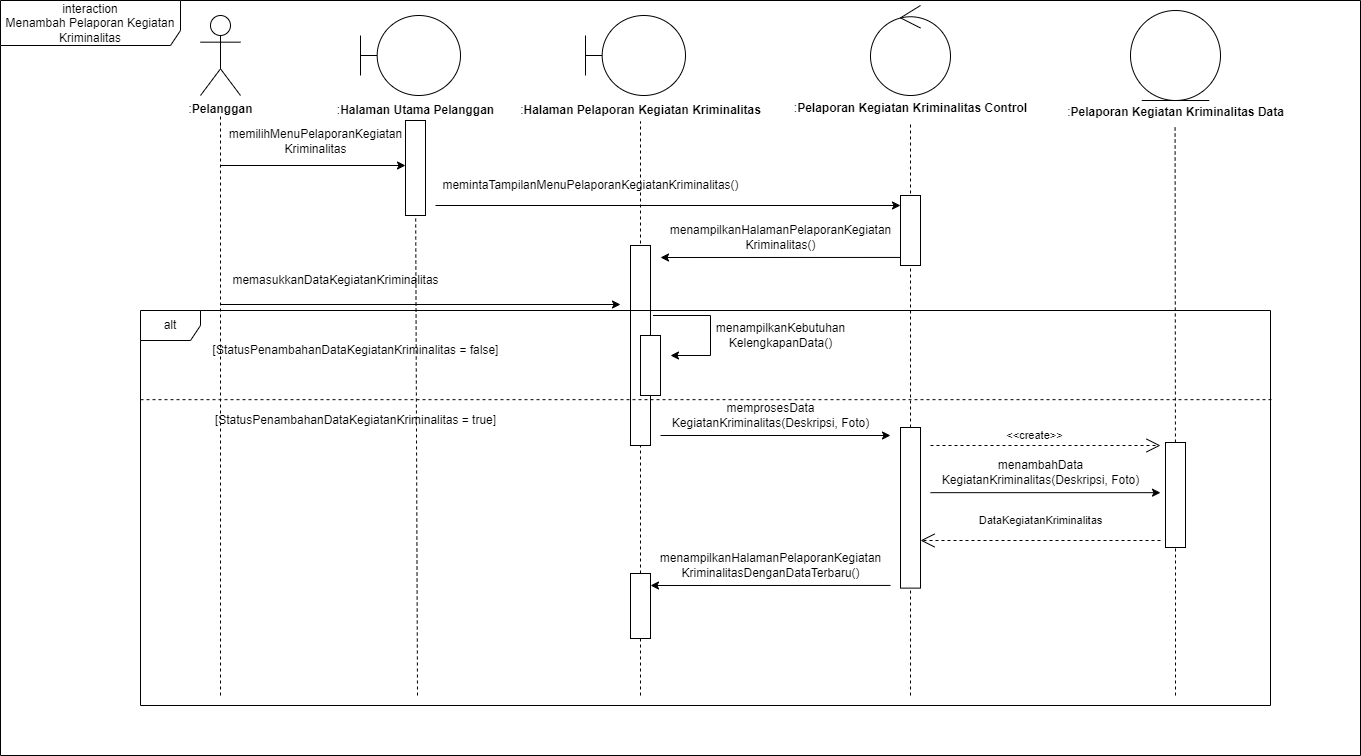 interaction
Menambah Pelaporan Kegiatan
Kriminalitas
:Pelanggan
:Halaman Utama Pelanggan
:Halaman Pelaporan Kegiatan Kriminalitas
:Pelaporan Kegiatan Kriminalitas Control
:Pelaporan Kegiatan Kriminalitas Data
memilihMenuPelaporanKegiatan
Kriminalitas
memintaTampilanMenuPelaporanKegiatanKriminalitas()
menampilkanHalamanPelaporanKegiatan
Kriminalitas()
memasukkanDataKegiatanKriminalitas
alt
[StatusPenambahanDataKegiatanKriminalitas = false]
menampilkanKebutuhan
KelengkapanData()
[StatusPenambahanDataKegiatanKriminalitas = true]
memprosesData
KegiatanKriminalitas(Deskripsi, Foto)
<<create>>
menambahData
KegiatanKriminalitas(Deskripsi, Foto)
DataKegiatanKriminalitas
menampilkanHalamanPelaporanKegiatan
KriminalitasDenganDataTerbaru()